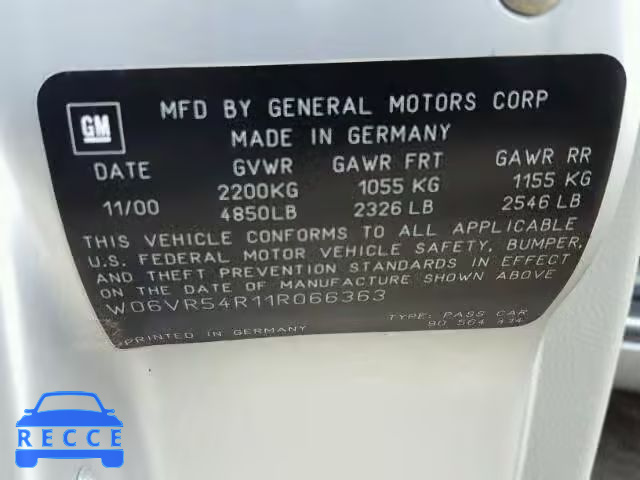 GM
MFD BY GENERAL MOTORS CORP
MADE IN GERMANY
DATE GVWR GAWR FRT GAWR RR
2200KG 1055 KG 1155 KG
11/00 4850LB 2326 LB 2546 LB
THIS VEHICLE CONFORMS TO ALL APPLICABLE
U.S. FEDERAL MOTOR VEHICLE SAFETY, BUMPER,
AND THEFT PREVENTION STANDARDS IN EFFECT
ON THE DATE OF MANUFACTURE SHOWN ABOVE
W06VR54R11R066363
TYPE: PASS CAR
PRINTED IN GERMANY 90 564 414
RECCE